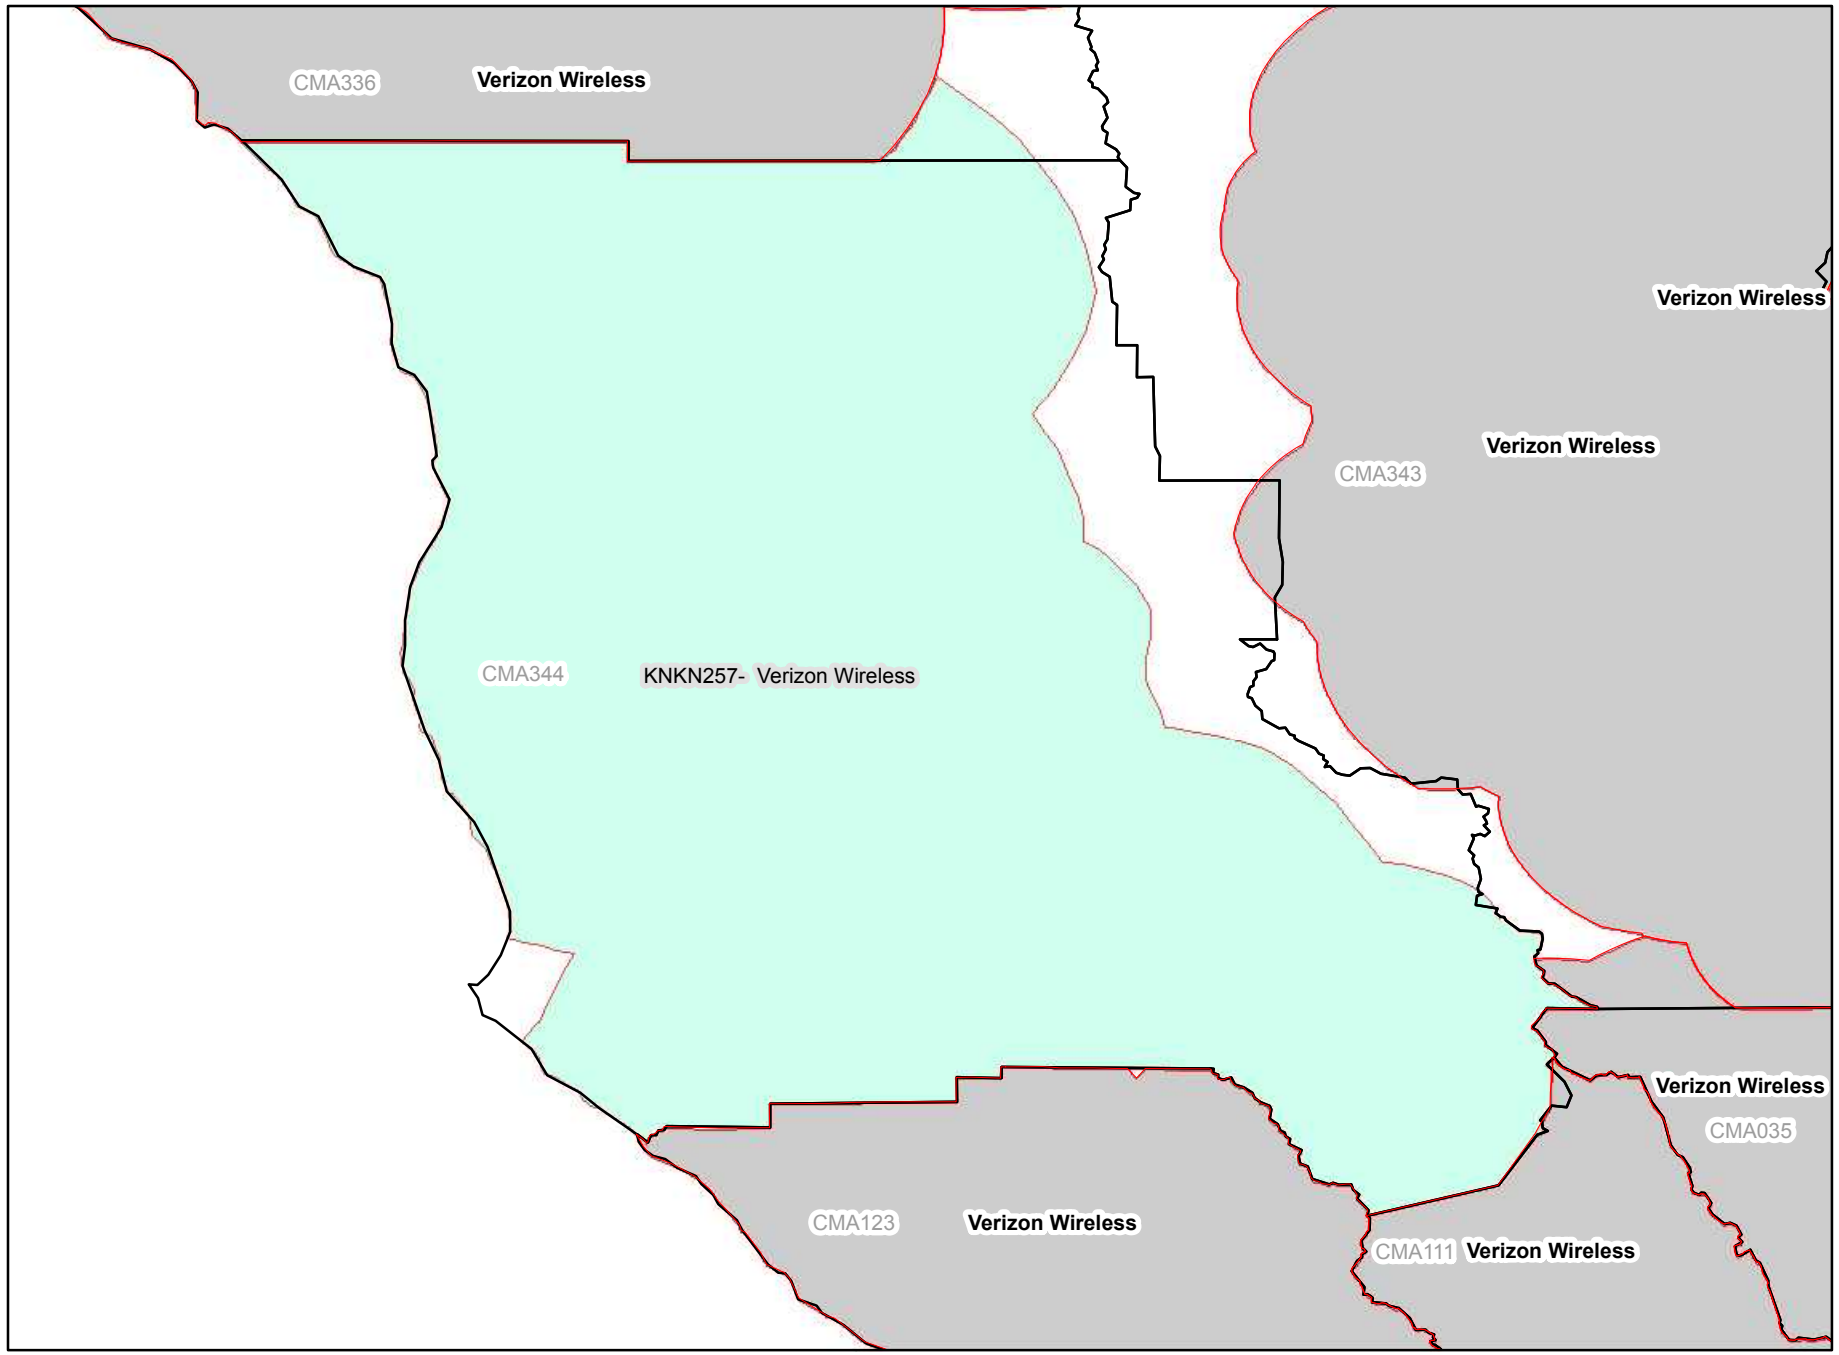 CMA336 Verizon Wireless
Verizon Wireless
Verizon Wireless
CMA343
CMA344 KNKN257- Verizon Wireless
Verizon Wireless
CMA035
CMA123 Verizon Wireless
CMA111 Verizon Wireless